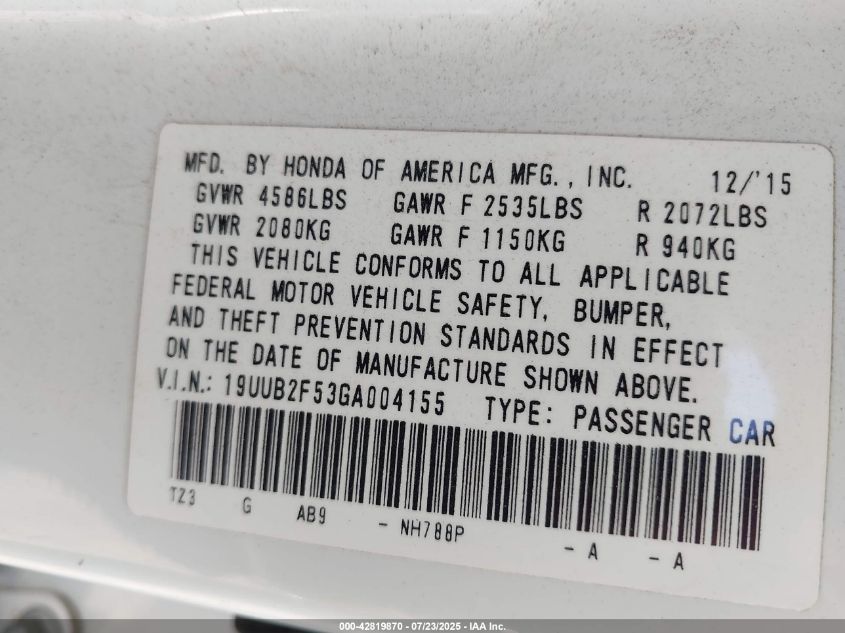 MFD. BY HONDA OF AMERICA MFG., INC. 12/'15
GVWR 4586LBS GAWR F 2535LBS R 2072LBS
GVWR 2080KG GAWR F 1150KG R 940KG
THIS VEHICLE CONFORMS TO ALL APPLICABLE
FEDERAL MOTOR VEHICLE SAFETY, BUMPER,
AND THEFT PREVENTION STANDARDS IN EFFECT
ON THE DATE OF MANUFACTURE SHOWN ABOVE.
V.I.N.: 19UUB2F53GA004155 TYPE: PASSENGER CAR
TZ3 G AB9 - NH788P - A - A
000-42819870 - 07/23/2025 - IAA Inc.